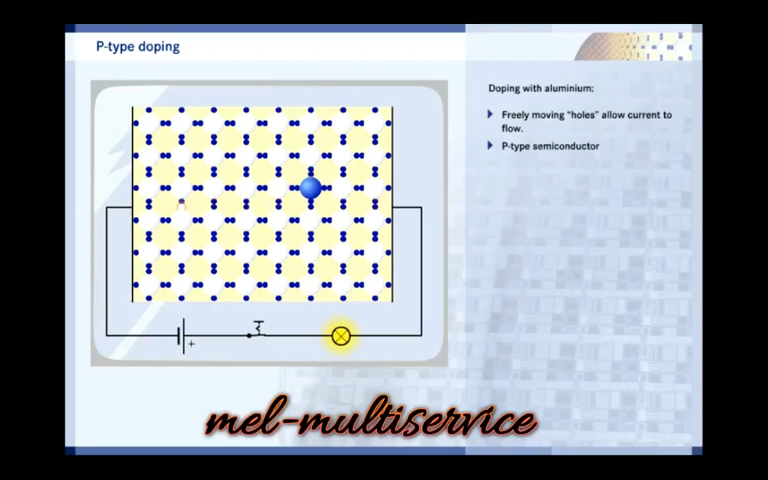 P-type doping
Doping with aluminium:
Freely moving "holes" allow current to
flow.
P-type semiconductor
+
mel-multiservice